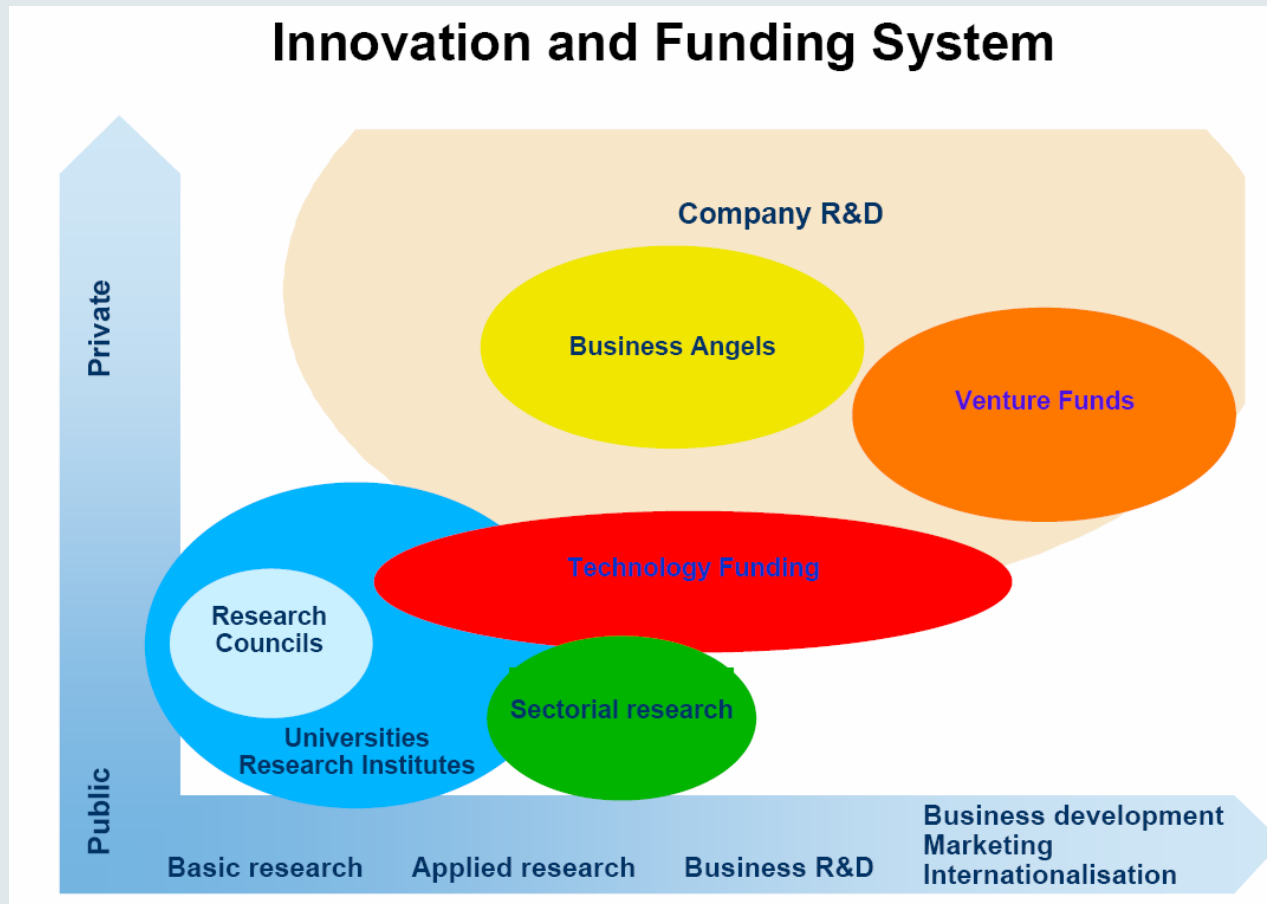 Innovation and Funding System
Private
Company R&D
Business Angels
Venture Funds
Technology Funding
Research
Councils
Sectorial research
Universities
Research Institutes
Public
Basic research
Applied research
Business R&D
Business development
Marketing
Internationalisation